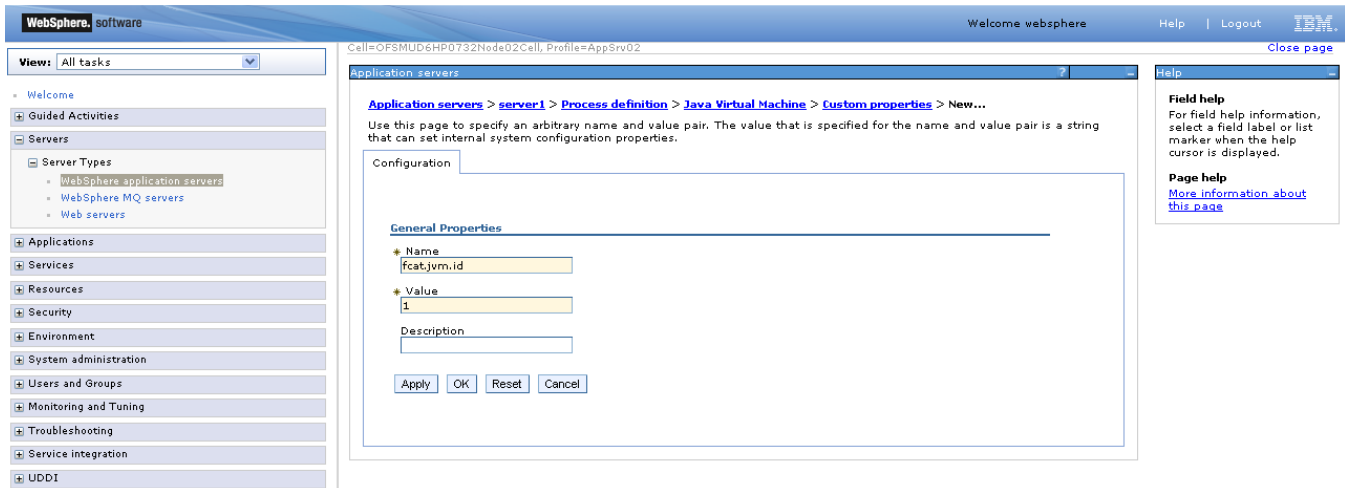 WebSphere. software
Welcome websphere
Help | Logout
IBM.
View: All tasks
Cell=OFSMUD6HP0732Node02Cell, Profile=AppSrv02
Close page
Welcome
Guided Activities
Servers
Server Types
WebSphere application servers
WebSphere MQ servers
Web servers
Applications
Services
Resources
Security
Environment
System administration
Users and Groups
Monitoring and Tuning
Troubleshooting
Service integration
UDDI
Application servers
?
Application servers > server1 > Process definition > Java Virtual Machine > Custom properties > New...
Use this page to specify an arbitrary name and value pair. The value that is specified for the name and value pair is a string
that can set internal system configuration properties.
Configuration
General Properties
Name
fcat.jvm.id
Value
1
Description
Apply OK Reset Cancel
Help
Field help
For field help information,
select a field label or list
marker when the help
cursor is displayed.
Page help
More information about
this page